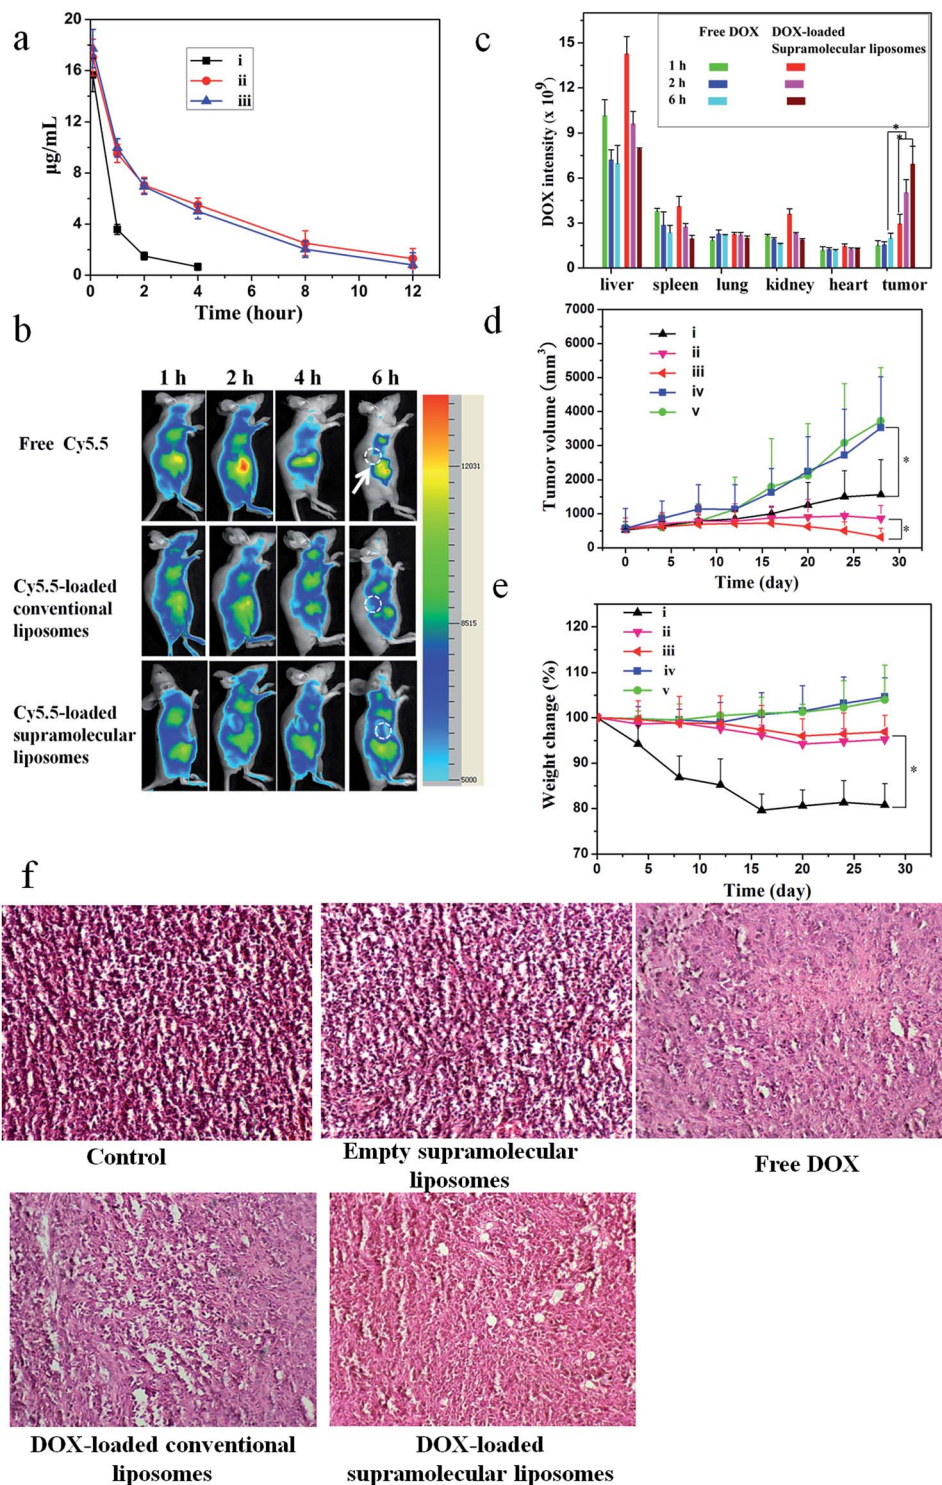 a
µg/mL
20
16
12
8
4
0
i
ii
iii
0 2 4 6 8 10 12
Time (hour)
c
DOX intensity (x 10⁹)
15
12
9
6
3
0
Free DOX DOX-loaded
Supramolecular liposomes
1 h
2 h
6 h
*
*
liver spleen lung kidney heart tumor
b
1 h 2 h 4 h 6 h
Free Cy5.5
Cy5.5-loaded
conventional
liposomes
Cy5.5-loaded
supramolecular
liposomes
12031
8515
5000
d
Tumor volume (mm³)
7000
6000
5000
4000
3000
2000
1000
0
i
ii
iii
iv
v
*
*
0 5 10 15 20 25 30
Time (day)
e
Weight change (%)
120
110
100
90
80
70
i
ii
iii
iv
v
*
0 5 10 15 20 25 30
Time (day)
f
Control
Empty supramolecular
liposomes
Free DOX
DOX-loaded conventional
liposomes
DOX-loaded
supramolecular liposomes